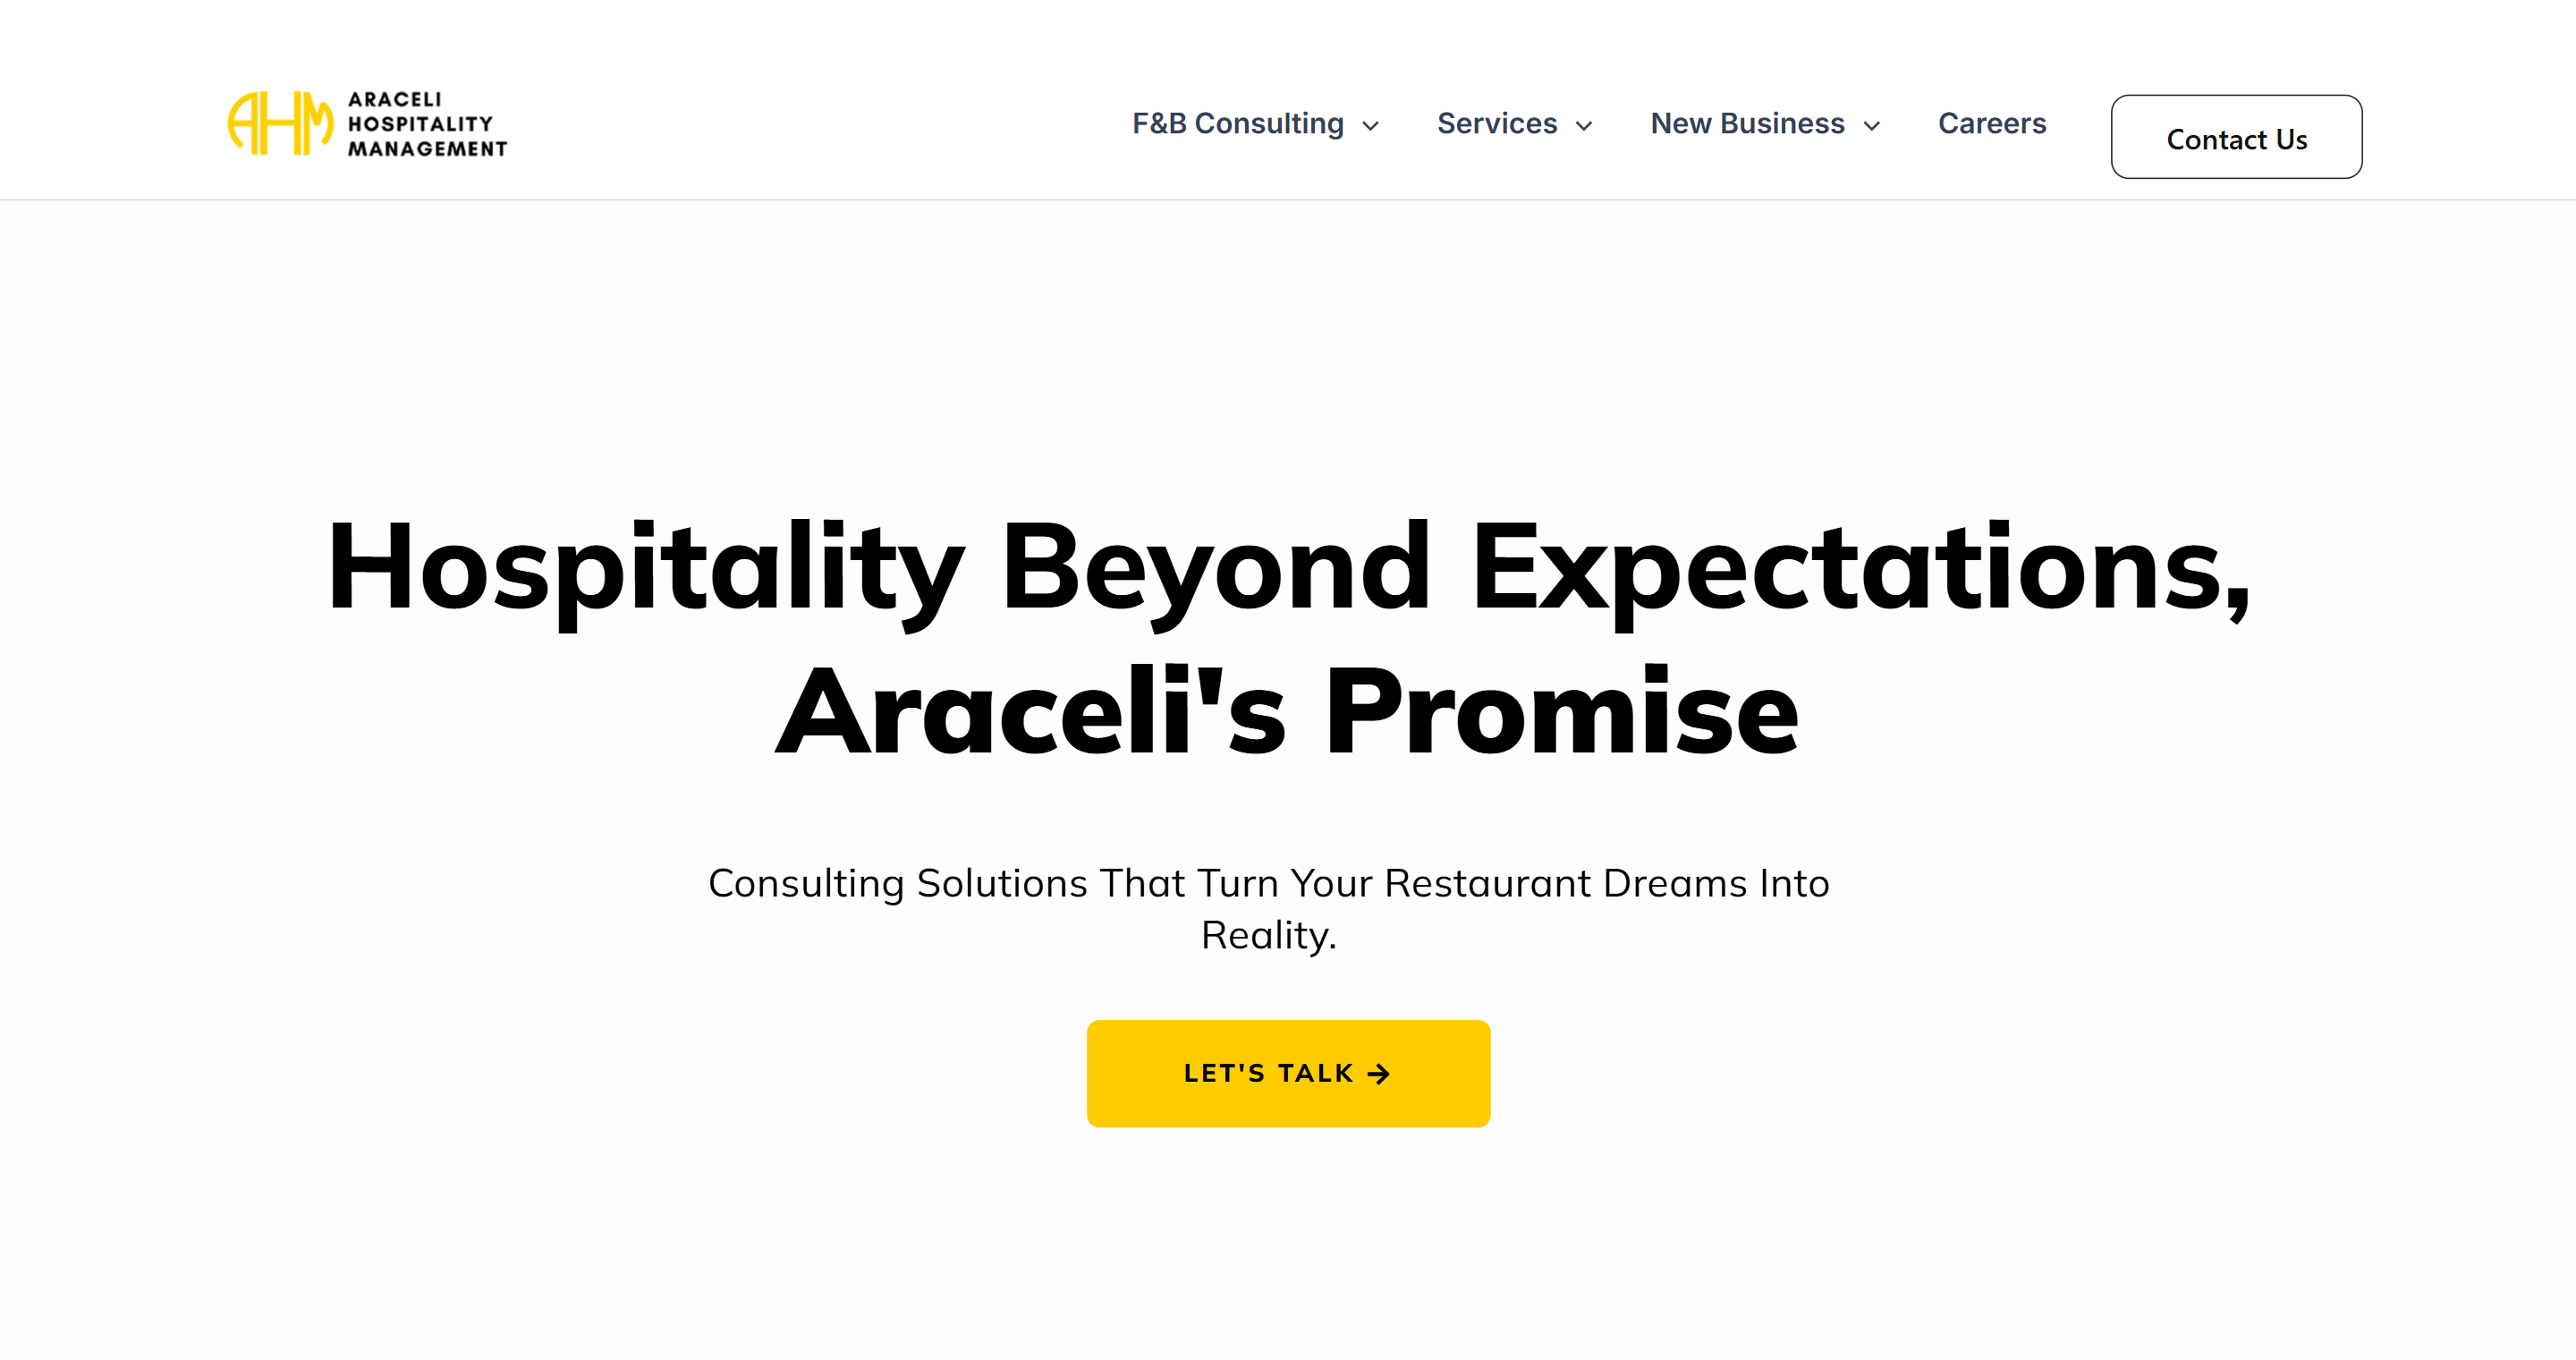 AHM
ARACELI
HOSPITALITY
MANAGEMENT
F&B Consulting
Services
New Business
Careers
Contact Us
Hospitality Beyond Expectations,
Araceli's Promise
Consulting Solutions That Turn Your Restaurant Dreams Into
Reality.
LET'S TALK →